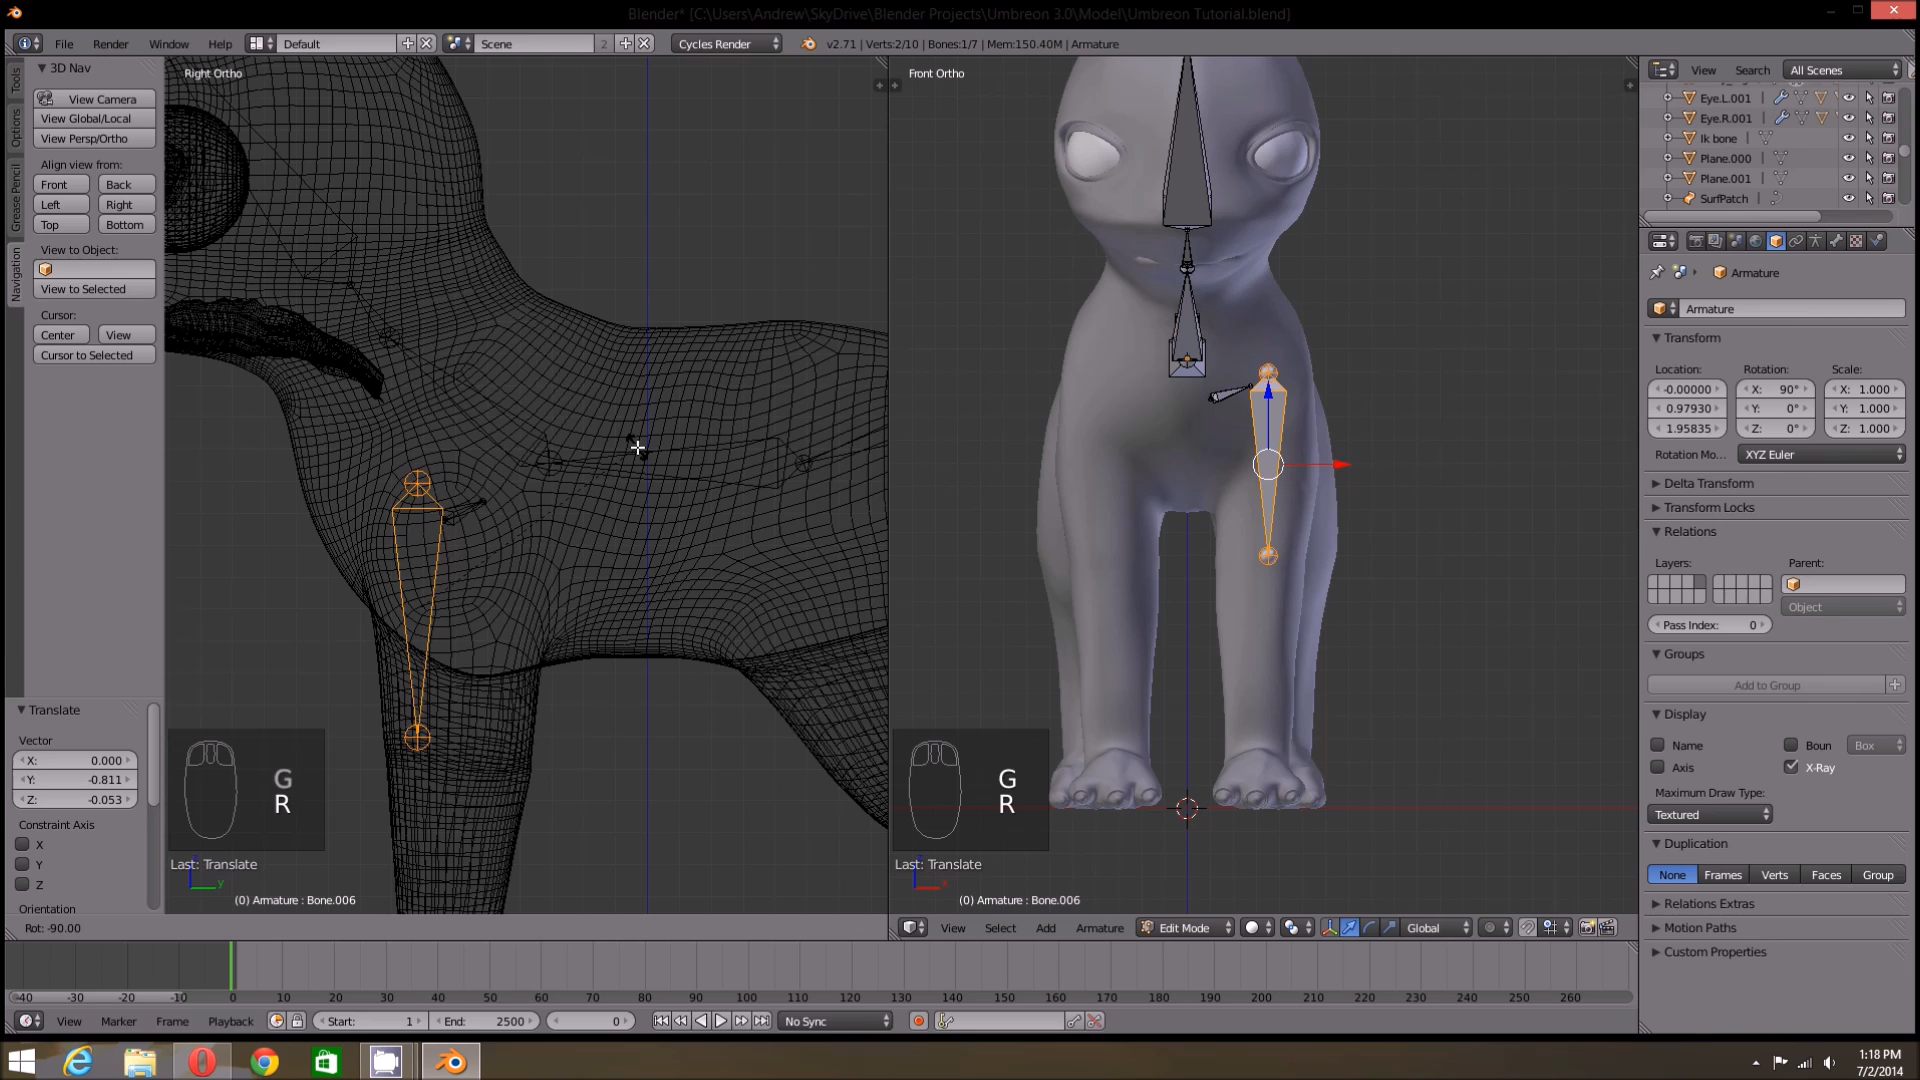 Blender* [C:\Users\Andrew\SkyDrive\Blender Projects\Umbreon 3.0\Model\Umbreon Tutorial.blend]
File Render Window Help Default Scene 2 Cycles Render v2.71 | Verts:2/10 | Bones:1/7 | Mem:150.40M | Armature
Tools
Options
Grease Pencil
Navigation
3D Nav
View Camera
View Global/Local
View Persp/Ortho
Align view from:
Front Back
Left Right
Top Bottom
View to Object:
View to Selected
Cursor:
Center View
Cursor to Selected
Translate
Vector
X: 0.000
Y: -0.811
Z: -0.053
Constraint Axis
X
Y
Z
Orientation
Right Ortho
G
R
Last: Translate
y
(0) Armature : Bone.006
Rot: -90.00
Front Ortho
G
R
Last: Translate
(0) Armature : Bone.006
View Select Add Armature Edit Mode Global
View Search All Scenes
Eye.L.001
Eye.R.001
Ik bone
Plane.000
Plane.001
SurfPatch
Armature
Armature
Transform
Location: Rotation: Scale:
-0.00000 X: 90° X: 1.000
0.97930 Y: 0° Y: 1.000
1.95835 Z: 0° Z: 1.000
Rotation Mo... XYZ Euler
Delta Transform
Transform Locks
Relations
Layers: Parent:
Object
Pass Index: 0
Groups
Add to Group
Display
Name Boun Box
Axis X-Ray
Maximum Draw Type:
Textured
Duplication
None Frames Verts Faces Group
Relations Extras
Motion Paths
Custom Properties
-40 -30 -20 -10 0 10 20 30 40 50 60 70 80 90 100 110 120 130 140 150 160 170 180 190 200 210 220 230 240 250 260
View Marker Frame Playback Start: 1 End: 2500 0 No Sync
1:18 PM
7/2/2014